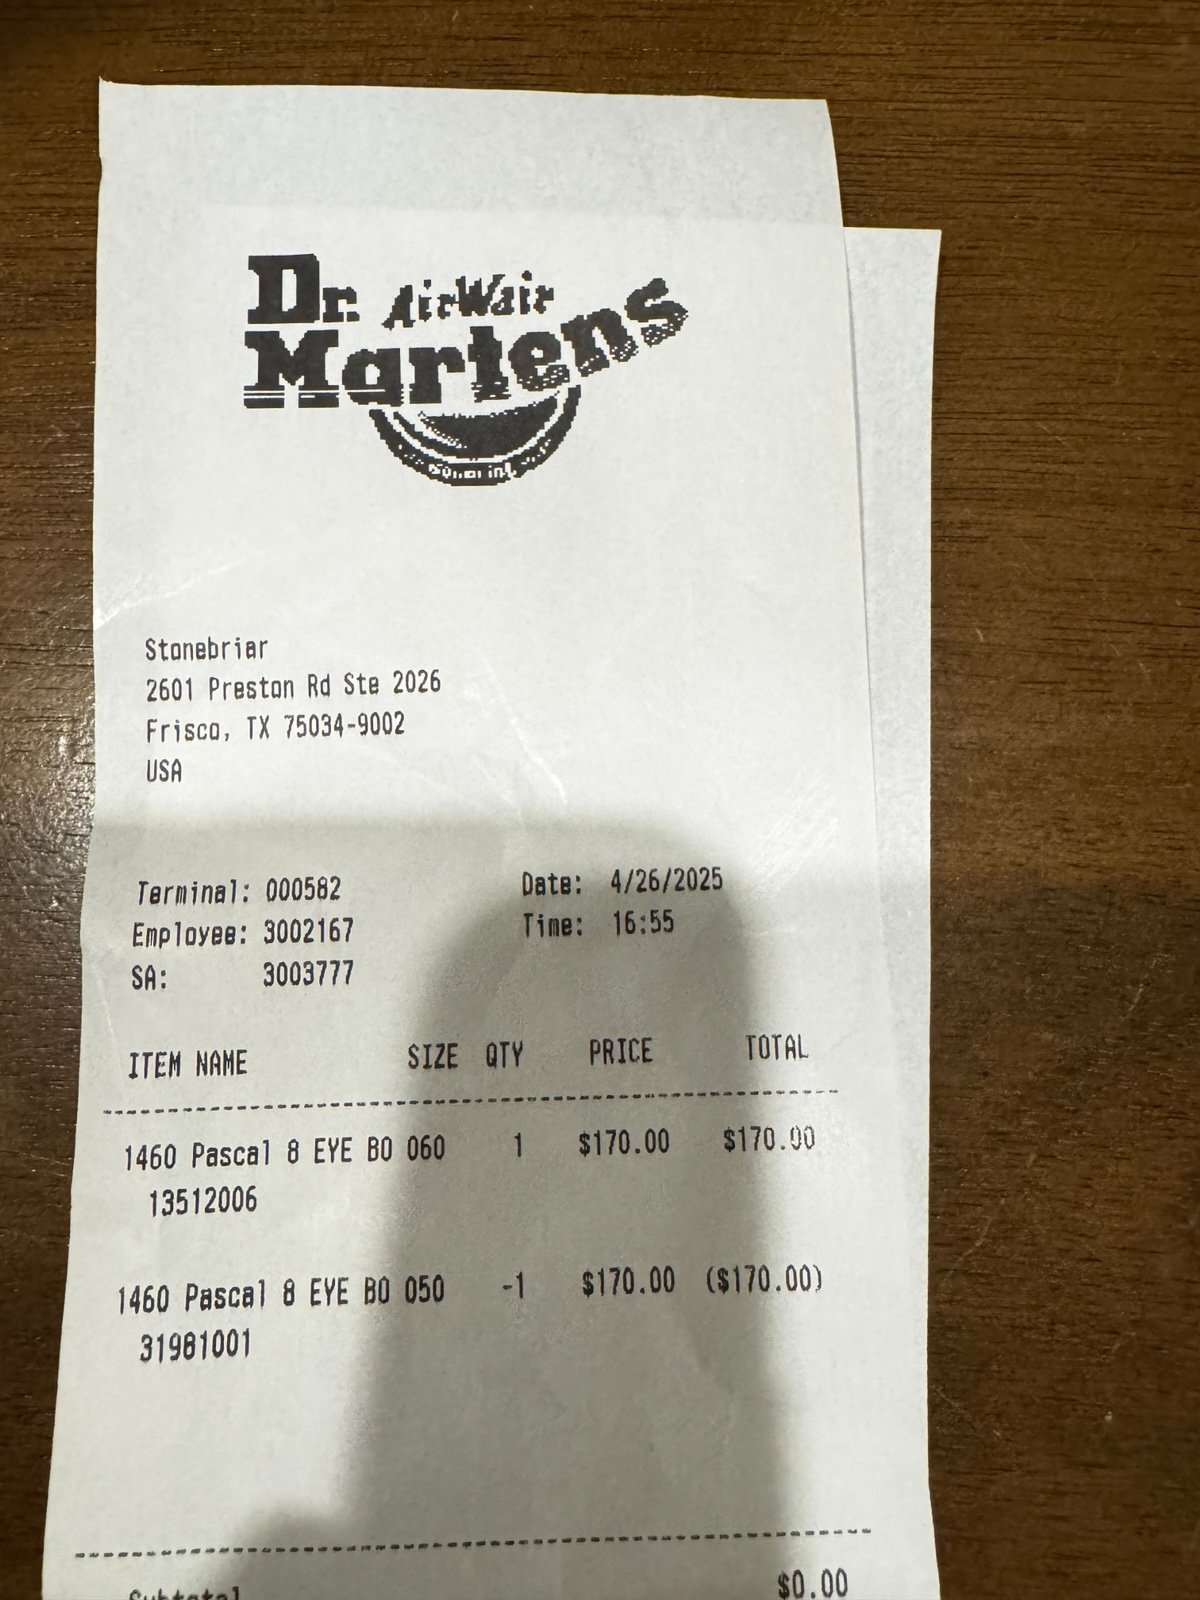 Dr. AirWair
Martens
Stonebriar
2601 Preston Rd Ste 2026
Frisco, TX 75034-9002
USA
Terminal: 000582 Date: 4/26/2025
Employee: 3002167 Time: 16:55
SA: 3003777
ITEM NAME SIZE QTY PRICE TOTAL
1460 Pascal 8 EYE BO 060 1 $170.00 $170.00
13512006
1460 Pascal 8 EYE BO 050 -1 $170.00 ($170.00)
31981001
Subtotal $0.00